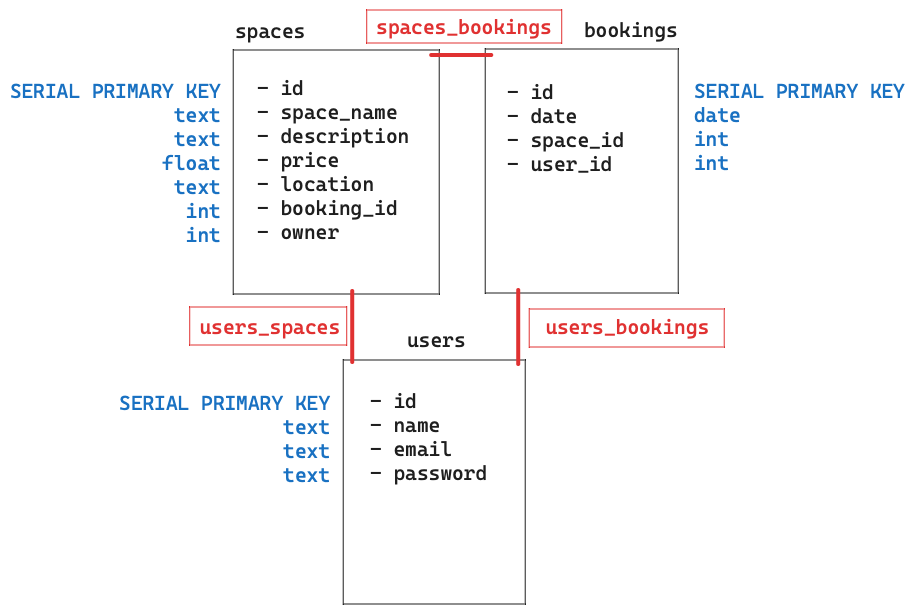 spaces
spaces_bookings
bookings
SERIAL PRIMARY KEY - id
text - space_name
text - description
float - price
text - location
int - booking_id
int - owner
- id SERIAL PRIMARY KEY
- date date
- space_id int
- user_id int
users_spaces
users_bookings
users
SERIAL PRIMARY KEY - id
text - name
text - email
text - password